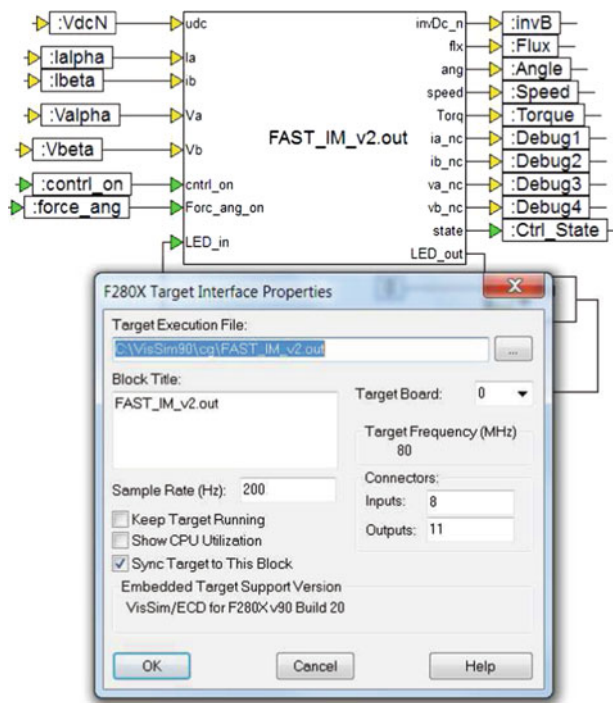 :VdcN
:Ialpha
:Ibeta
:Valpha
:Vbeta
:contrl_on
:force_ang
udc
Ia
ib
Va
Vb
cntrl_on
Forc_ang_on
LED_in
FAST_IM_v2.out
invDc_n
flx
ang
speed
Torq
ia_nc
ib_nc
va_nc
vb_nc
state
LED_out
:invB
:Flux
:Angle
:Speed
:Torque
:Debug1
:Debug2
:Debug3
:Debug4
:Ctrl_State
F280X Target Interface Properties
Target Execution File:
C:\VisSim90\cg\FAST_IM_v2.out
...
Block Title:
FAST_IM_v2.out
Target Board: 0
Target Frequency (MHz)
80
Sample Rate (Hz): 200
Connectors:
Inputs: 8
Outputs: 11
Keep Target Running
Show CPU Utilization
Sync Target to This Block
Embedded Target Support Version
VisSim/ECD for F280X v90 Build 20
OK
Cancel
Help